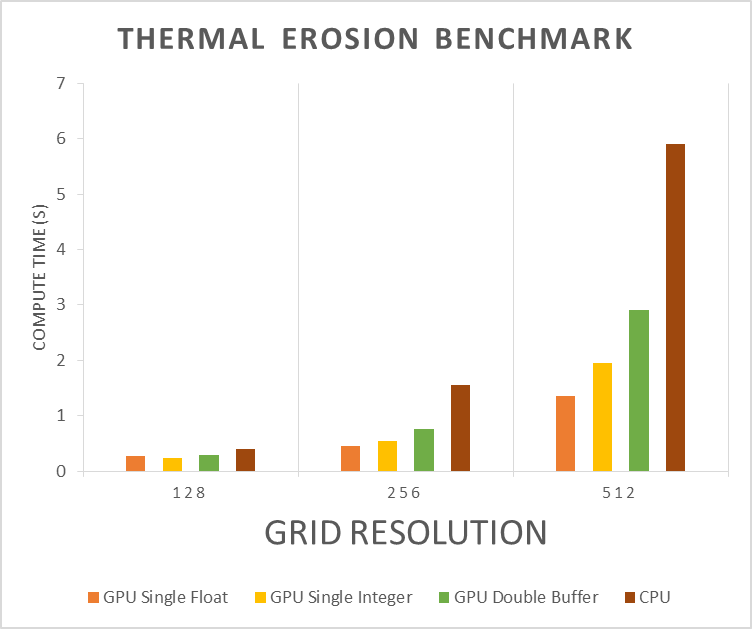 THERMAL EROSION BENCHMARK
7
6
5
4
3
2
1
0
COMPUTE TIME (S)
128 256 512
GRID RESOLUTION
GPU Single Float GPU Single Integer GPU Double Buffer CPU